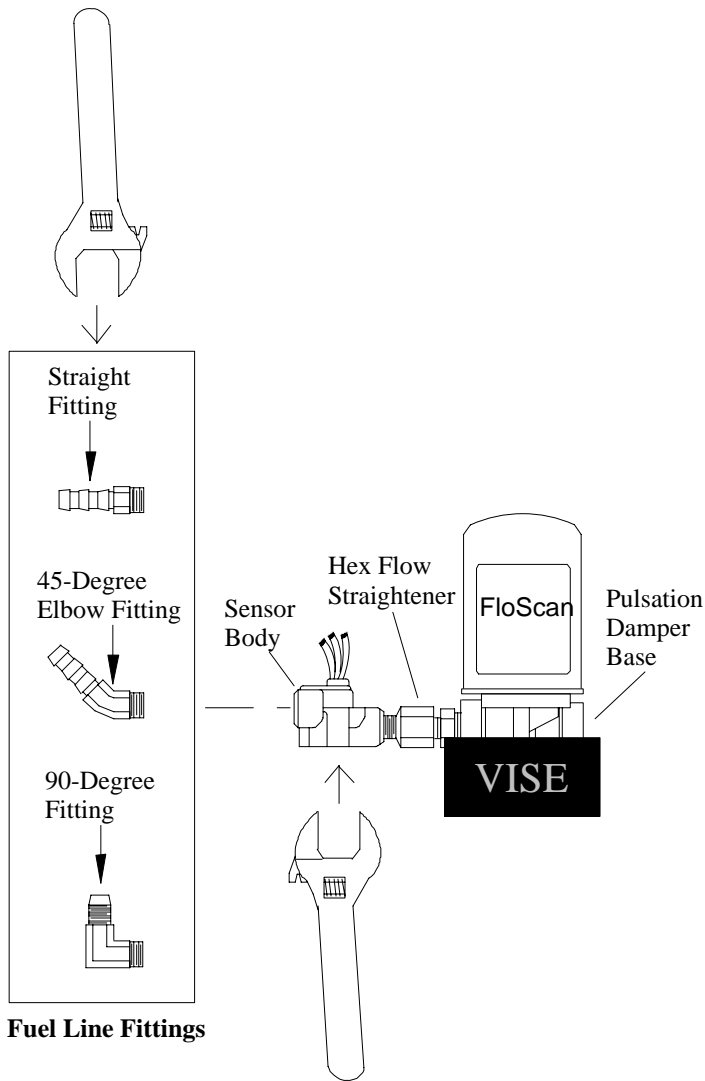 Straight
Fitting
45-Degree
Elbow Fitting
90-Degree
Fitting
Fuel Line Fittings
Sensor
Body
Hex Flow
Straightener
FloScan
Pulsation
Damper
Base
VISE